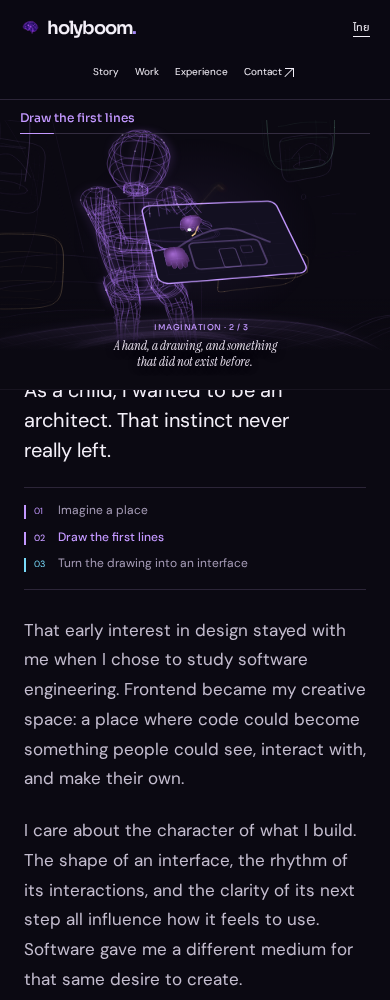 holyboom.
ไทย
Story Work Experience Contact
Draw the first lines
IMAGINATION · 2 / 3
A hand, a drawing, and something
that did not exist before.
As a child, I wanted to be an
architect. That instinct never
really left.
01 Imagine a place
02 Draw the first lines
03 Turn the drawing into an interface
That early interest in design stayed with
me when I chose to study software
engineering. Frontend became my creative
space: a place where code could become
something people could see, interact with,
and make their own.
I care about the character of what I build.
The shape of an interface, the rhythm of
its interactions, and the clarity of its next
step all influence how it feels to use.
Software gave me a different medium for
that same desire to create.